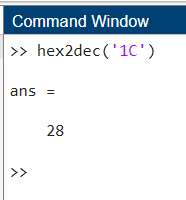 Command Window
>> hex2dec('1C')
ans =
28
>>